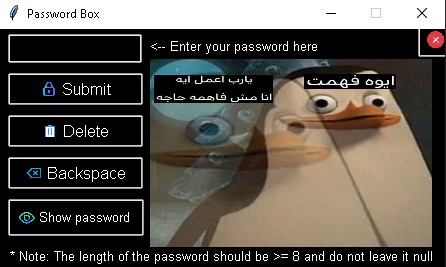 Password Box
<-- Enter your password here
Submit
Delete
Backspace
Show password
يارب اعمل ايه
انا مش فاهمه حاجه
ايوه فهمت
* Note: The length of the password should be >= 8 and do not leave it null